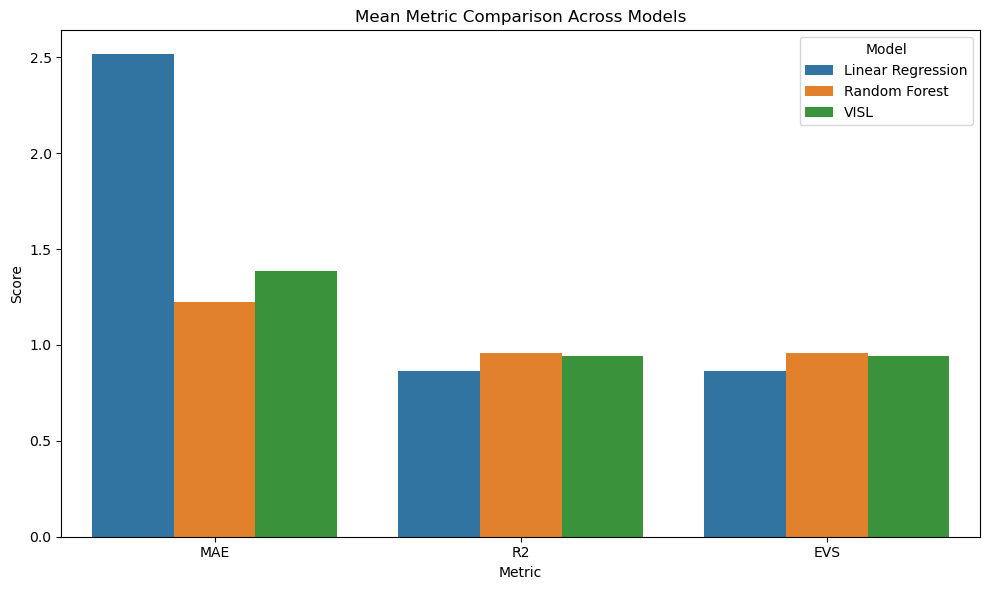 Mean Metric Comparison Across Models
Model
Linear Regression
Random Forest
VISL
2.5
2.0
1.5
1.0
0.5
0.0
Score
MAE
R2
EVS
Metric